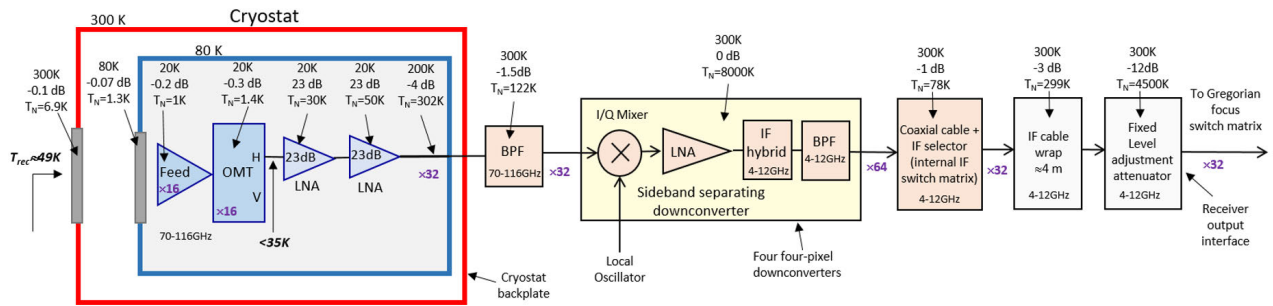 Cryostat
300 K
80 K
300K
-0.1 dB
T_N=6.9K
80K
-0.07 dB
T_N=1.3K
20K
-0.2 dB
T_N=1K
20K
-0.3 dB
T_N=1.4K
20K
23 dB
T_N=30K
20K
23 dB
T_N=50K
200K
-4 dB
T_N=302K
300K
-1.5dB
T_N=122K
300K
0 dB
T_N=8000K
300K
-1 dB
T_N=78K
300K
-3 dB
T_N=299K
300K
-12dB
T_N=4500K
To Gregorian
focus
switch matrix
T_rec≈49K
Feed
×16
OMT
H
V
×16
23dB
LNA
23dB
LNA
×32
70-116GHz
<35K
BPF
70-116GHz
×32
I/Q Mixer
LNA
IF
hybrid
4-12GHz
BPF
4-12GHz
Sideband separating
downconverter
×64
Coaxial cable +
IF selector
(internal IF
switch matrix)
4-12GHz
×32
IF cable
wrap
≈4 m
4-12GHz
Fixed
Level
adjustment
attenuator
4-12GHz
×32
Receiver
output
interface
Cryostat
backplate
Local
Oscillator
Four four-pixel
downconverters